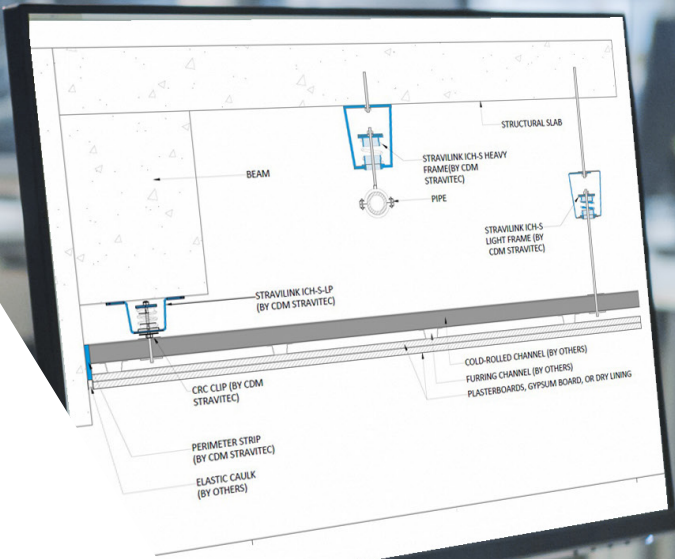 STRUCTURAL SLAB
BEAM
STRAVILINK ICH-S HEAVY
FRAME(BY CDM
STRAVITEC)
PIPE
STRAVILINK ICH-S
LIGHT FRAME (BY
CDM STRAVITEC)
STRAVILINK ICH-S-LP
(BY CDM STRAVITEC)
COLD-ROLLED CHANNEL (BY OTHERS)
FURRING CHANNEL (BY OTHERS)
PLASTERBOARDS, GYPSUM BOARD, OR DRY LINING
CRC CLIP (BY CDM
STRAVITEC)
PERIMETER STRIP
(BY CDM STRAVITEC)
ELASTIC CAULK
(BY OTHERS)